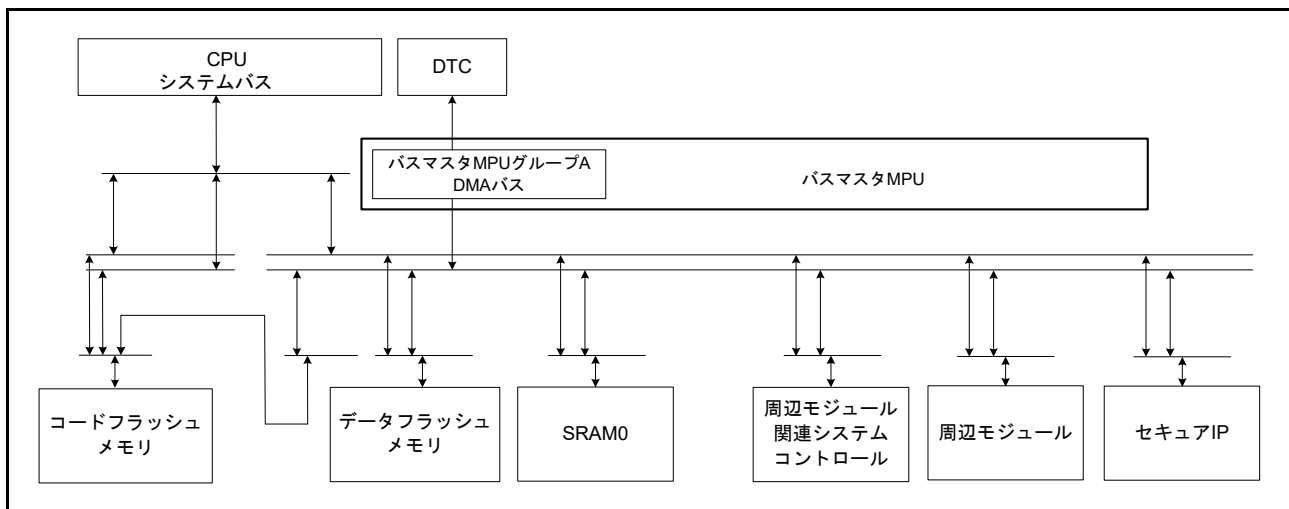 CPU
システムバス
DTC
バスマスタMPUグループA
DMAバス
バスマスタMPU
コードフラッシュ
メモリ
データフラッシュ
メモリ
SRAM0
周辺モジュール
関連システム
コントロール
周辺モジュール
セキュアIP